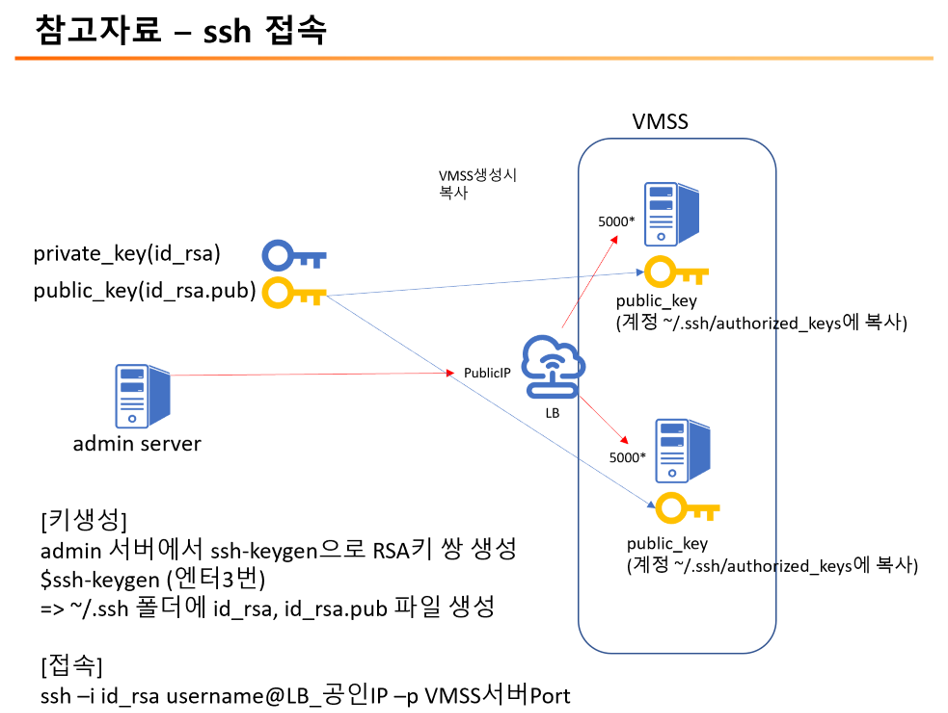 참고자료 – ssh 접속
VMSS
VMSS생성시
복사
5000*
private_key(id_rsa)
public_key(id_rsa.pub)
public_key
(계정 ~/.ssh/authorized_keys에 복사)
PublicIP
LB
admin server
5000*
public_key
(계정 ~/.ssh/authorized_keys에 복사)
[키생성]
admin 서버에서 ssh-keygen으로 RSA키 쌍 생성
$ssh-keygen (엔터3번)
=> ~/.ssh 폴더에 id_rsa, id_rsa.pub 파일 생성
[접속]
ssh –i id_rsa username@LB_공인IP –p VMSS서버Port